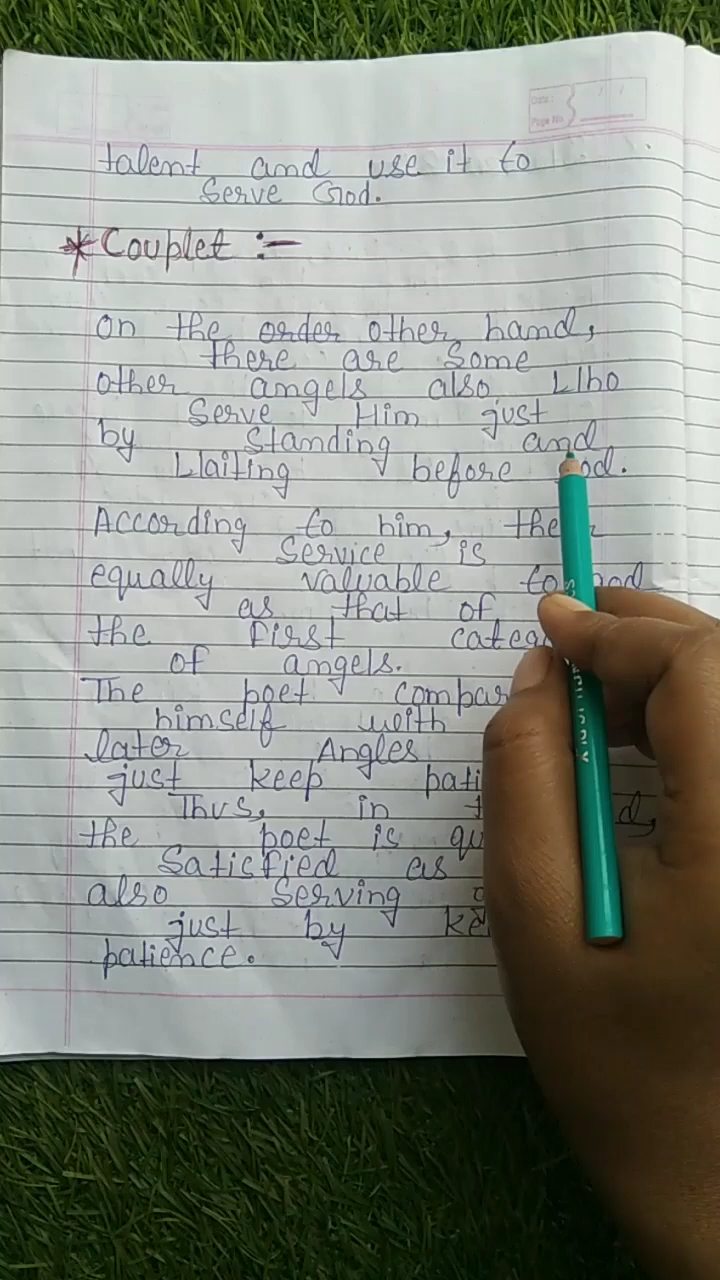 Date :
Page No.
talent and use it to
Serve God.
*Couplet :-
on the order other hand,
there are Some
other angels also Who
Serve Him just
by Standing and
Waiting before
According to him,
Service is
equally valuable to
as that of
the First
of angels.
The poet
himself with
later Angles
just keep
Thus, in
the poet is
Satisfied as
also Serving
just by
patience.